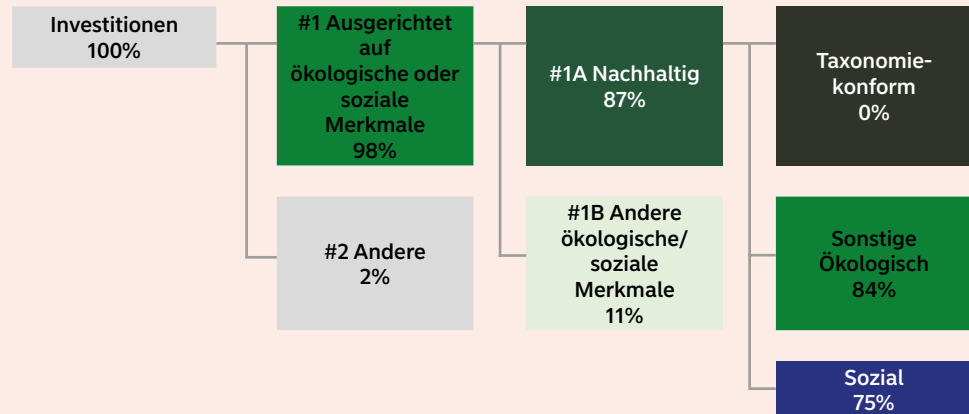 Investitionen
100%
#1 Ausgerichtet
auf
ökologische oder
soziale
Merkmale
98%
#2 Andere
2%
#1A Nachhaltig
87%
#1B Andere
ökologische/
soziale
Merkmale
11%
Taxonomie-
konform
0%
Sonstige
Ökologisch
84%
Sozial
75%